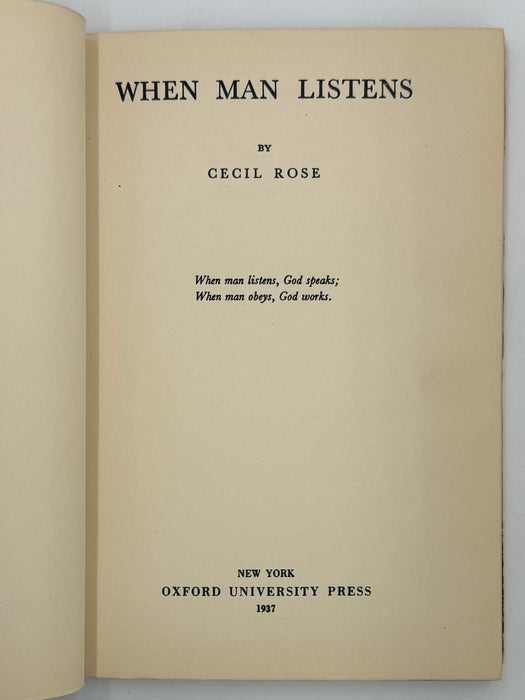 WHEN MAN LISTENS
BY
CECIL ROSE
When man listens, God speaks;
When man obeys, God works.
NEW YORK
OXFORD UNIVERSITY PRESS
1937